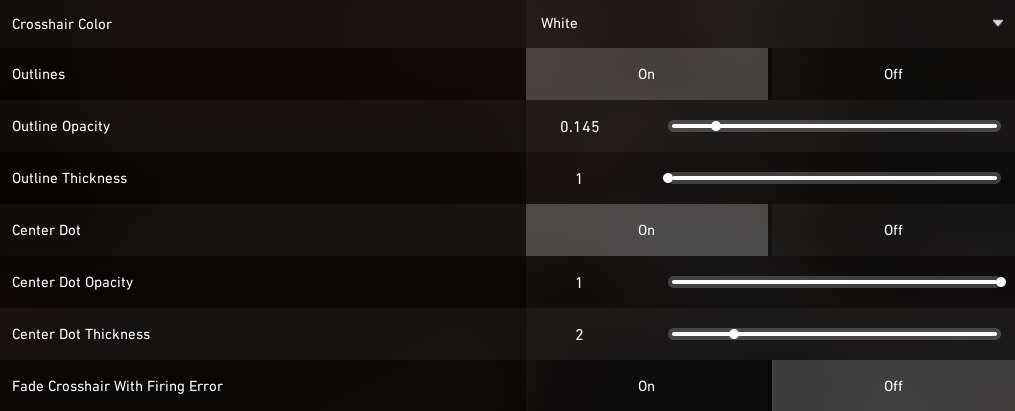 Crosshair Color White
Outlines On Off
Outline Opacity 0.145
Outline Thickness 1
Center Dot On Off
Center Dot Opacity 1
Center Dot Thickness 2
Fade Crosshair With Firing Error On Off